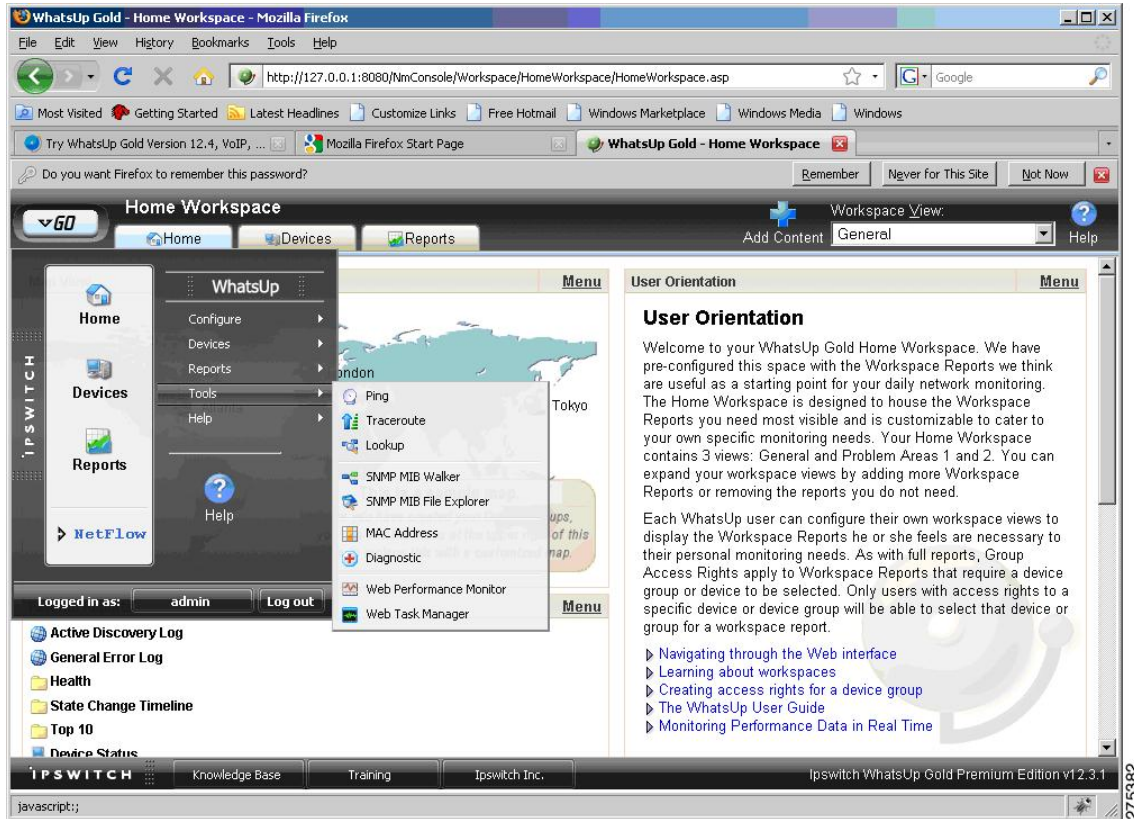 WhatsUp Gold - Home Workspace - Mozilla Firefox
File Edit View History Bookmarks Tools Help
http://127.0.0.1:8080/NmConsole/Workspace/HomeWorkspace/HomeWorkspace.asp
Google
Most Visited Getting Started Latest Headlines Customize Links Free Hotmail Windows Marketplace Windows Media Windows
Try WhatsUp Gold Version 12.4, VoIP, ... Mozilla Firefox Start Page WhatsUp Gold - Home Workspace
Do you want Firefox to remember this password? Remember Never for This Site Not Now
GO
Home Workspace
Home Devices Reports
Add Content
Workspace View:
General
Help
IPSWITCH
Home
Devices
Reports
NetFlow
WhatsUp
Configure
Devices
Reports
Tools
Help
Help
Logged in as: admin Log out
Ping
Traceroute
Lookup
SNMP MIB Walker
SNMP MIB File Explorer
MAC Address
Diagnostic
Web Performance Monitor
Web Task Manager
Menu
Tokyo
of this
map.
Menu
Active Discovery Log
General Error Log
Health
State Change Timeline
Top 10
Device Status
User Orientation Menu
User Orientation
Welcome to your WhatsUp Gold Home Workspace. We have
pre-configured this space with the Workspace Reports we think
are useful as a starting point for your daily network monitoring.
The Home Workspace is designed to house the Workspace
Reports you need most visible and is customizable to cater to
your own specific monitoring needs. Your Home Workspace
contains 3 views: General and Problem Areas 1 and 2. You can
expand your workspace views by adding more Workspace
Reports or removing the reports you do not need.
Each WhatsUp user can configure their own workspace views to
display the Workspace Reports he or she feels are necessary to
their personal monitoring needs. As with full reports, Group
Access Rights apply to Workspace Reports that require a device
group or device to be selected. Only users with access rights to a
specific device or device group will be able to select that device or
group for a workspace report.
Navigating through the Web interface
Learning about workspaces
Creating access rights for a device group
The WhatsUp User Guide
Monitoring Performance Data in Real Time
IPSWITCH Knowledge Base Training Ipswitch Inc. Ipswitch WhatsUp Gold Premium Edition v12.3.1
javascript:;
275382